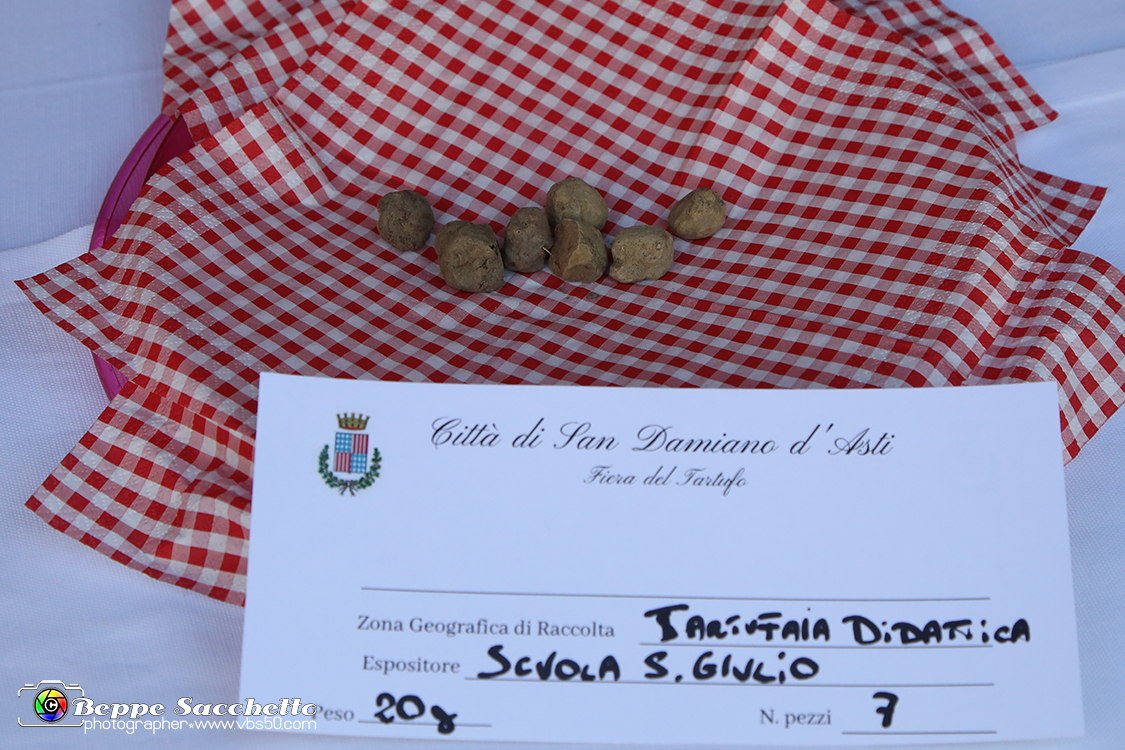 Città di San Damiano d'Asti
Fiera del Tartufo
Zona Geografica di Raccolta TARTUFAIA DIDATTICA
Espositore SCUOLA S. GIULIO
Peso 20g
N. pezzi 7
Beppe Sacchetto
photographer•www.vbs50.com